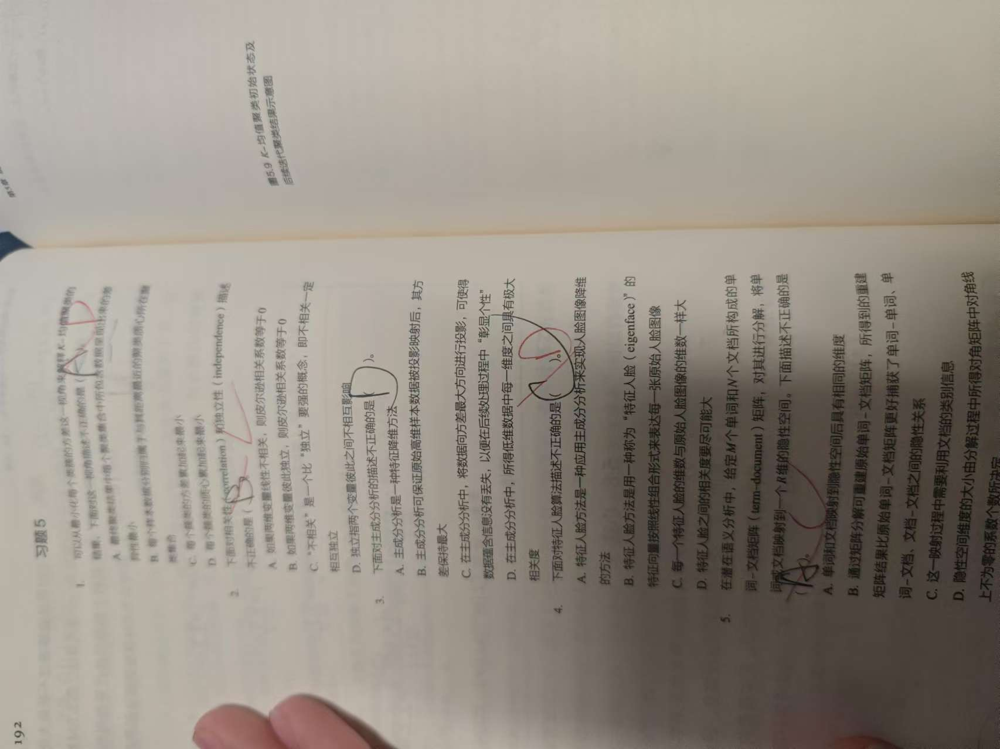 192
习题 5
1. 可以从最小化每个类簇的方差这一视角来解释 K-均值聚类的
结果，下面对这一视角描述不正确的是（A D
A. 最终聚类结果中每个聚类集合中所包含数据呈现出来的差
异性最小
B. 每个样本数据分别归属于与其距离最近的聚类质心所在聚
类集合
C. 每个簇类的方差累加起来最小
D. 每个簇类的质心累加起来最小
2. 下面对相关性（correlation）和独立性（independence）描述
不正确的是（B
A. 如果两维变量线性不相关，则皮尔逊相关系数等于0
B. 如果两维变量彼此独立，则皮尔逊相关系数等于0
C. “不相关”是一个比“独立”要强的概念，即不相关一定
相互独立
D. 独立指两个变量彼此之间不相互影响
3. 下面对主成分分析的描述不正确的是（D）。
A. 主成分分析是一种特征降维方法
B. 主成分分析可保证原始高维样本数据被投影映射后，其方
差保持最大
C. 在主成分分析中，将数据向方差最大方向进行投影，可使得
数据蕴含信息没有丢失，以便在后续处理过程中“彰显个性”
D. 在主成分分析中，所得低维数据中每一维度之间具有极大
相关度
4. 下面对特征人脸算法描述不正确的是（ D ）。
A. 特征人脸方法是一种应用主成分分析来实现人脸图像降维
的方法
B. 特征人脸方法是用一种称为“特征人脸（eigenface）”的
特征向量按照线性组合形式来表达每一张原始人脸图像
C. 每一个特征人脸的维数与原始人脸图像的维数一样大
D. 特征人脸之间的相关度要尽可能大
5. 在潜在语义分析中，给定M个单词和N个文档所构成的单
词-文档矩阵（term-document）矩阵，对其进行分解，将单
词或文档映射到一个R维的隐性空间。下面描述不正确的是
（A）。
A. 单词和文档映射到隐性空间后具有相同的维度
B. 通过矩阵分解可重建原始单词-文档矩阵，所得到的重建
矩阵结果比原始单词-文档矩阵更好捕获了单词-单词、单
词-文档、文档-文档之间的隐性关系
C. 这一映射过程中需要利用文档的类别信息
D. 隐性空间维度的大小由分解过程中所得对角矩阵中对角线
上不为零的系数个数所决定
图5.9 K-均值聚类初始状态及
后续迭代聚类结果示意图